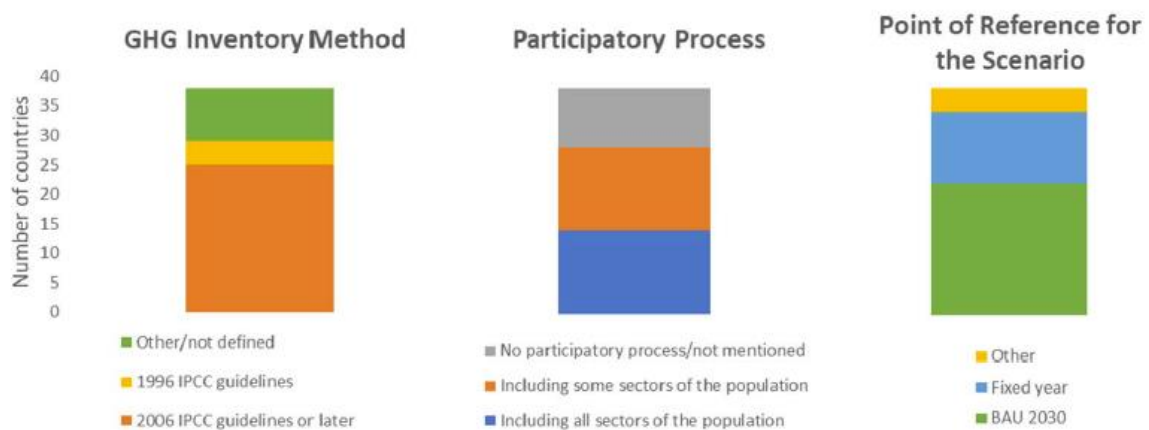 GHG Inventory Method
Participatory Process
Point of Reference for
the Scenario
Number of countries
40
35
30
25
20
15
10
5
0
Other/not defined
1996 IPCC guidelines
2006 IPCC guidelines or later
No participatory process/not mentioned
Including some sectors of the population
Including all sectors of the population
Other
Fixed year
BAU 2030